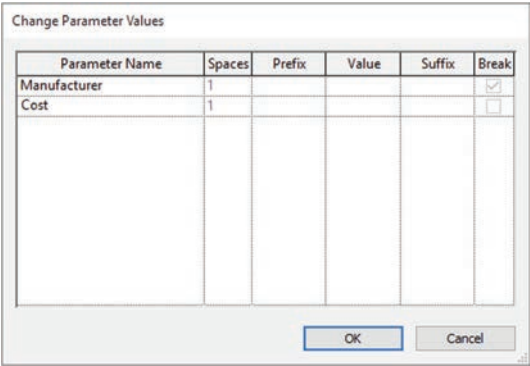 Change Parameter Values
Parameter Name Spaces Prefix Value Suffix Break
Manufacturer 1
Cost 1
OK Cancel